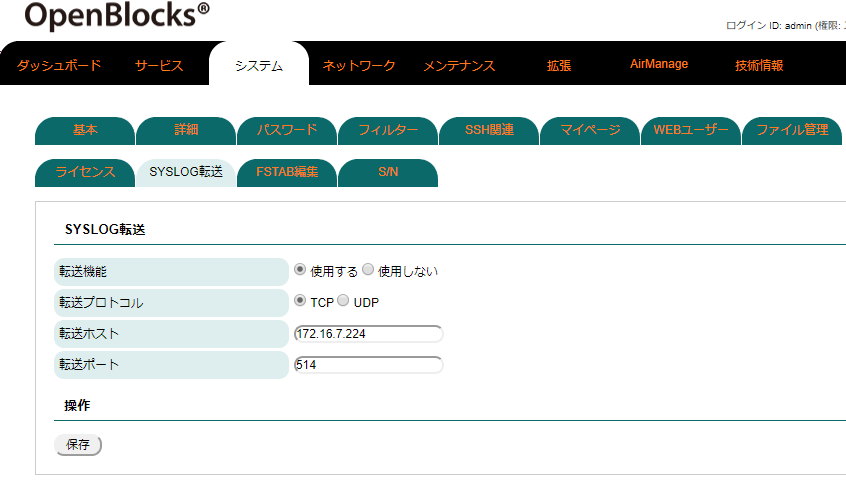 OpenBlocks®
ログイン ID: admin (権限:
ダッシュボード サービス システム ネットワーク メンテナンス 拡張 AirManage 技術情報
基本 詳細 パスワード フィルター SSH関連 マイページ WEBユーザー ファイル管理
ライセンス SYSLOG転送 FSTAB編集 S/N
SYSLOG転送
転送機能 使用する 使用しない
転送プロトコル TCP UDP
転送ホスト 172.16.7.224
転送ポート 514
操作
保存